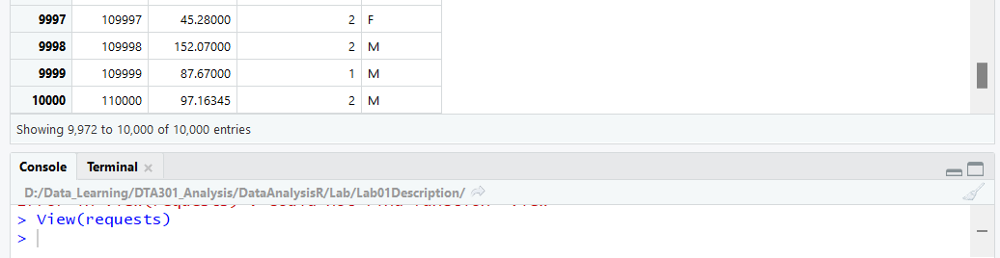 9997 109997 45.28000 2 F
9998 109998 152.07000 2 M
9999 109999 87.67000 1 M
10000 110000 97.16345 2 M
Showing 9,972 to 10,000 of 10,000 entries
Console Terminal
D:/Data_Learning/DTA301_Analysis/DataAnalysisR/Lab/Lab01Description/
> View(requests)
>